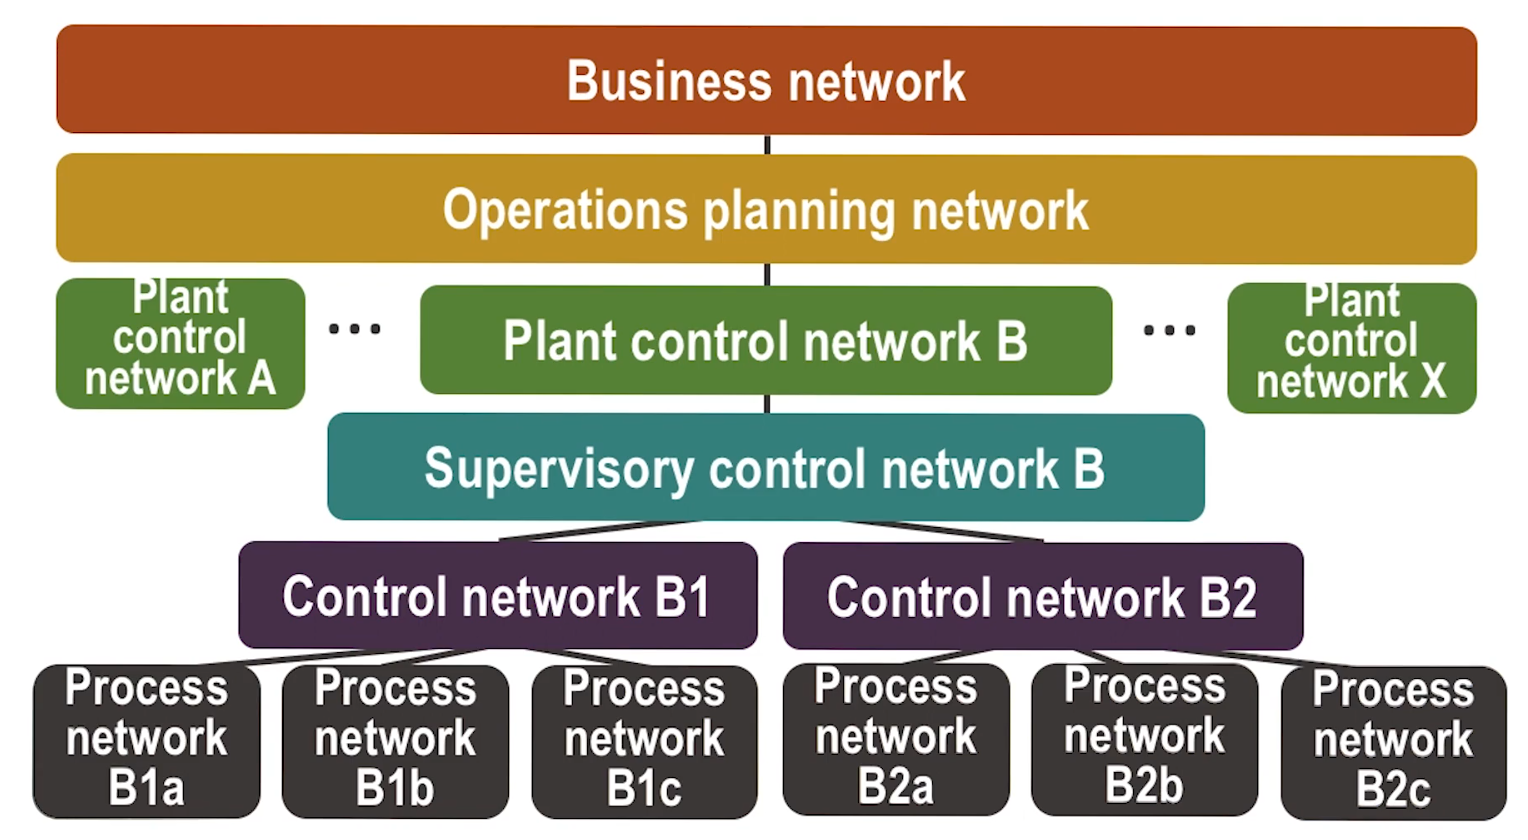 Business network
Operations planning network
Plant
control
network A
...
Plant control network B
...
Plant
control
network X
Supervisory control network B
Control network B1
Control network B2
Process
network
B1a
Process
network
B1b
Process
network
B1c
Process
network
B2a
Process
network
B2b
Process
network
B2c